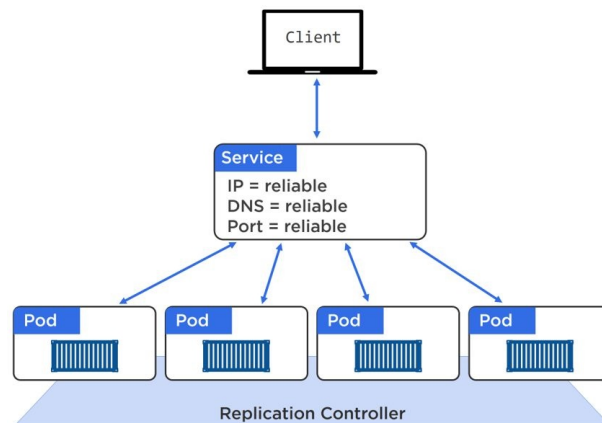 Client
Service
IP = reliable
DNS = reliable
Port = reliable
Pod
Pod
Pod
Pod
Replication Controller